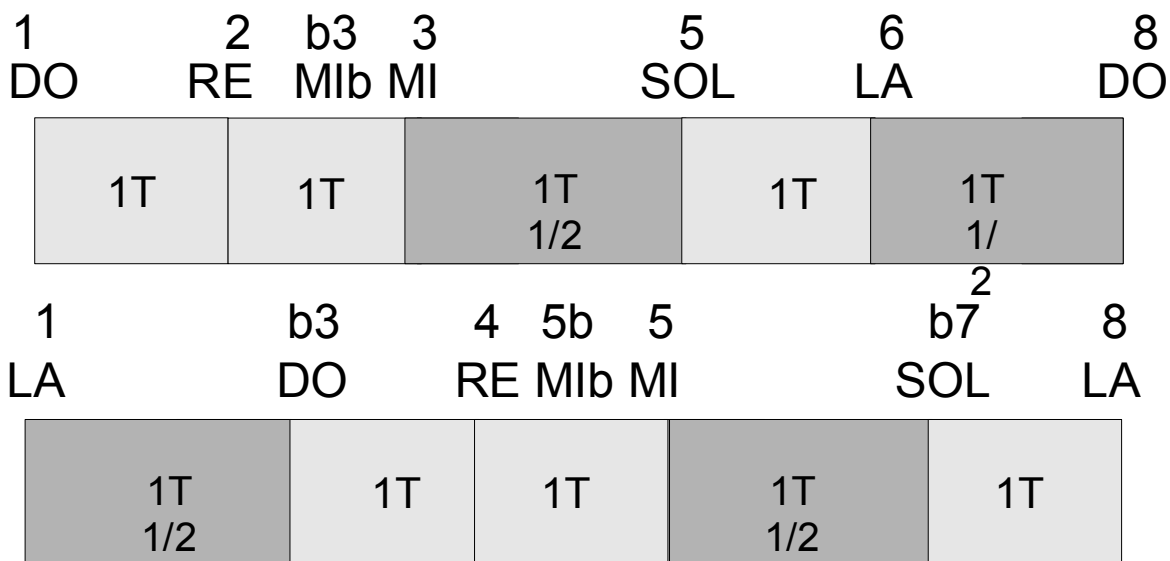 1 2 b3 3 5 6 8
DO RE MIb MI SOL LA DO
1T 1T 1T 1T 1T
1/2 1/
2
1 b3 4 5b 5 b7 8
LA DO RE MIb MI SOL LA
1T 1T 1T 1T 1T
1/2 1/2